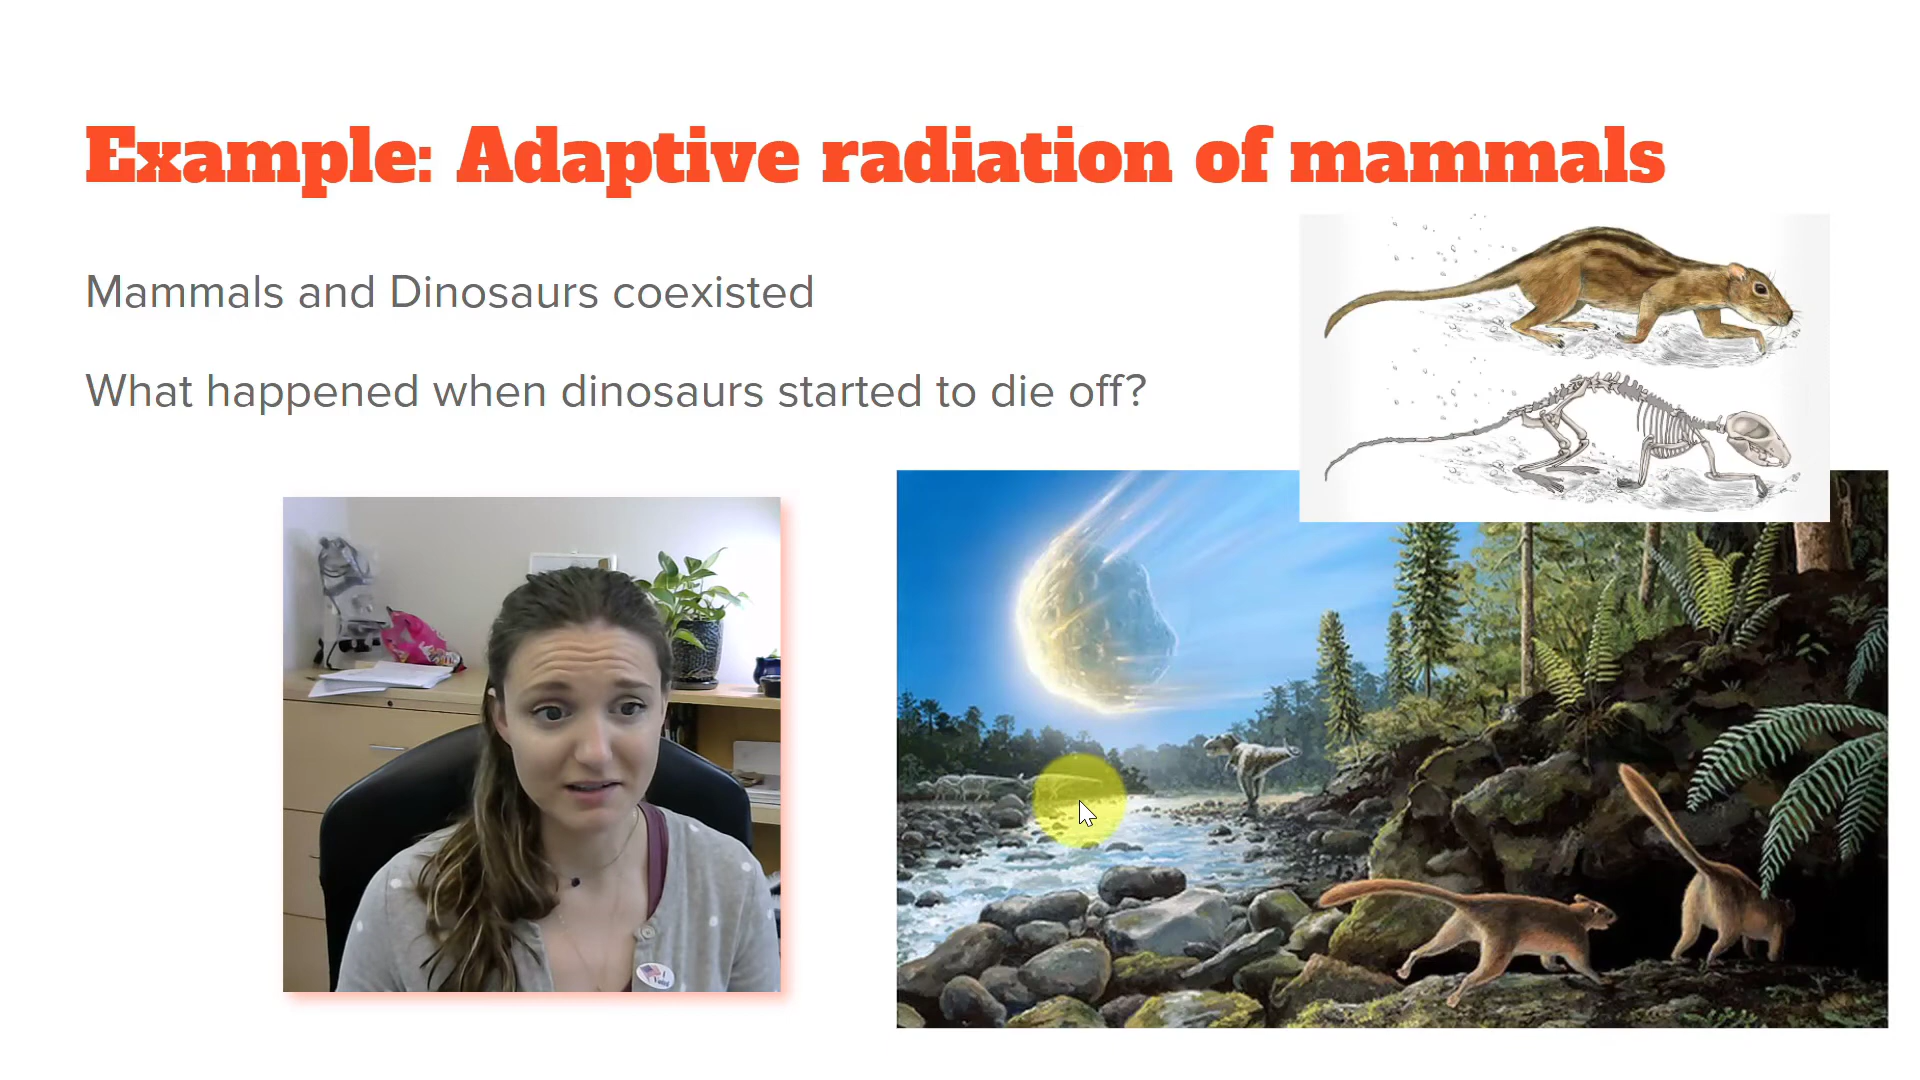 Example: Adaptive radiation of mammals
Mammals and Dinosaurs coexisted
What happened when dinosaurs started to die off?